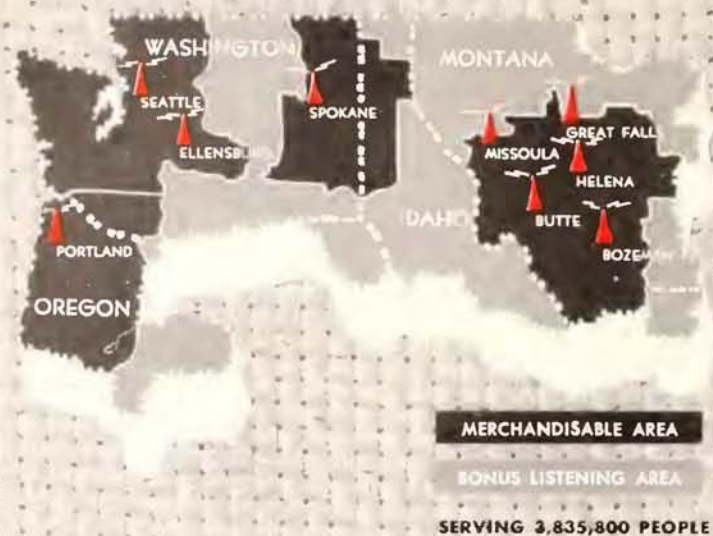 WASHINGTON
MONTANA
SEATTLE
SPOKANE
ELLENSBURG
MISSOULA
GREAT FALL
HELENA
PORTLAND
IDAHO
BUTTE
BOZEMAN
OREGON
MERCHANDISABLE AREA
BONUS LISTENING AREA
SERVING 3,835,800 PEOPLE